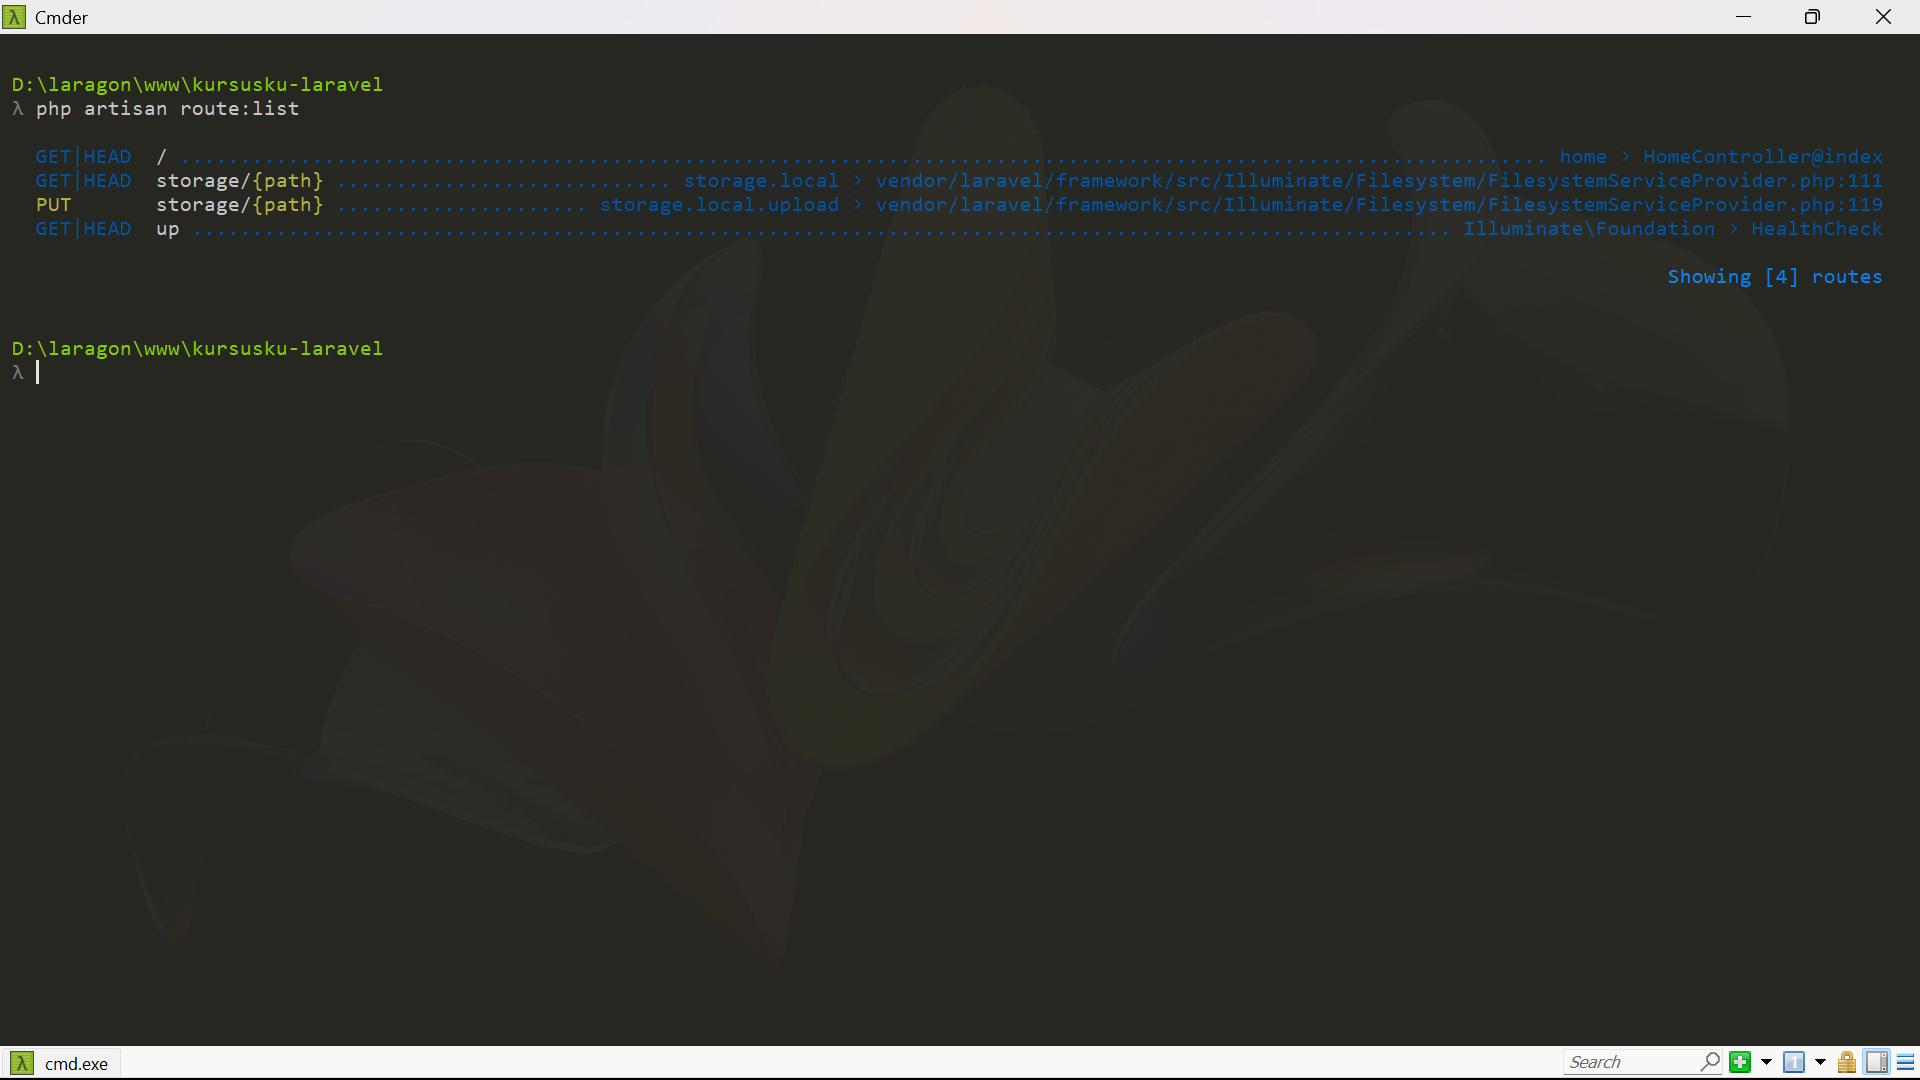 Cmder
D:\laragon\www\kursusku-laravel
λ php artisan route:list
GET|HEAD / .................................................................................................................. home › HomeController@index
GET|HEAD storage/{path} ............................ storage.local › vendor/laravel/framework/src/Illuminate/Filesystem/FilesystemServiceProvider.php:111
PUT storage/{path} ..................... storage.local.upload › vendor/laravel/framework/src/Illuminate/Filesystem/FilesystemServiceProvider.php:119
GET|HEAD up ......................................................................................................... Illuminate\Foundation › HealthCheck
Showing [4] routes
D:\laragon\www\kursusku-laravel
λ
cmd.exe
Search
1